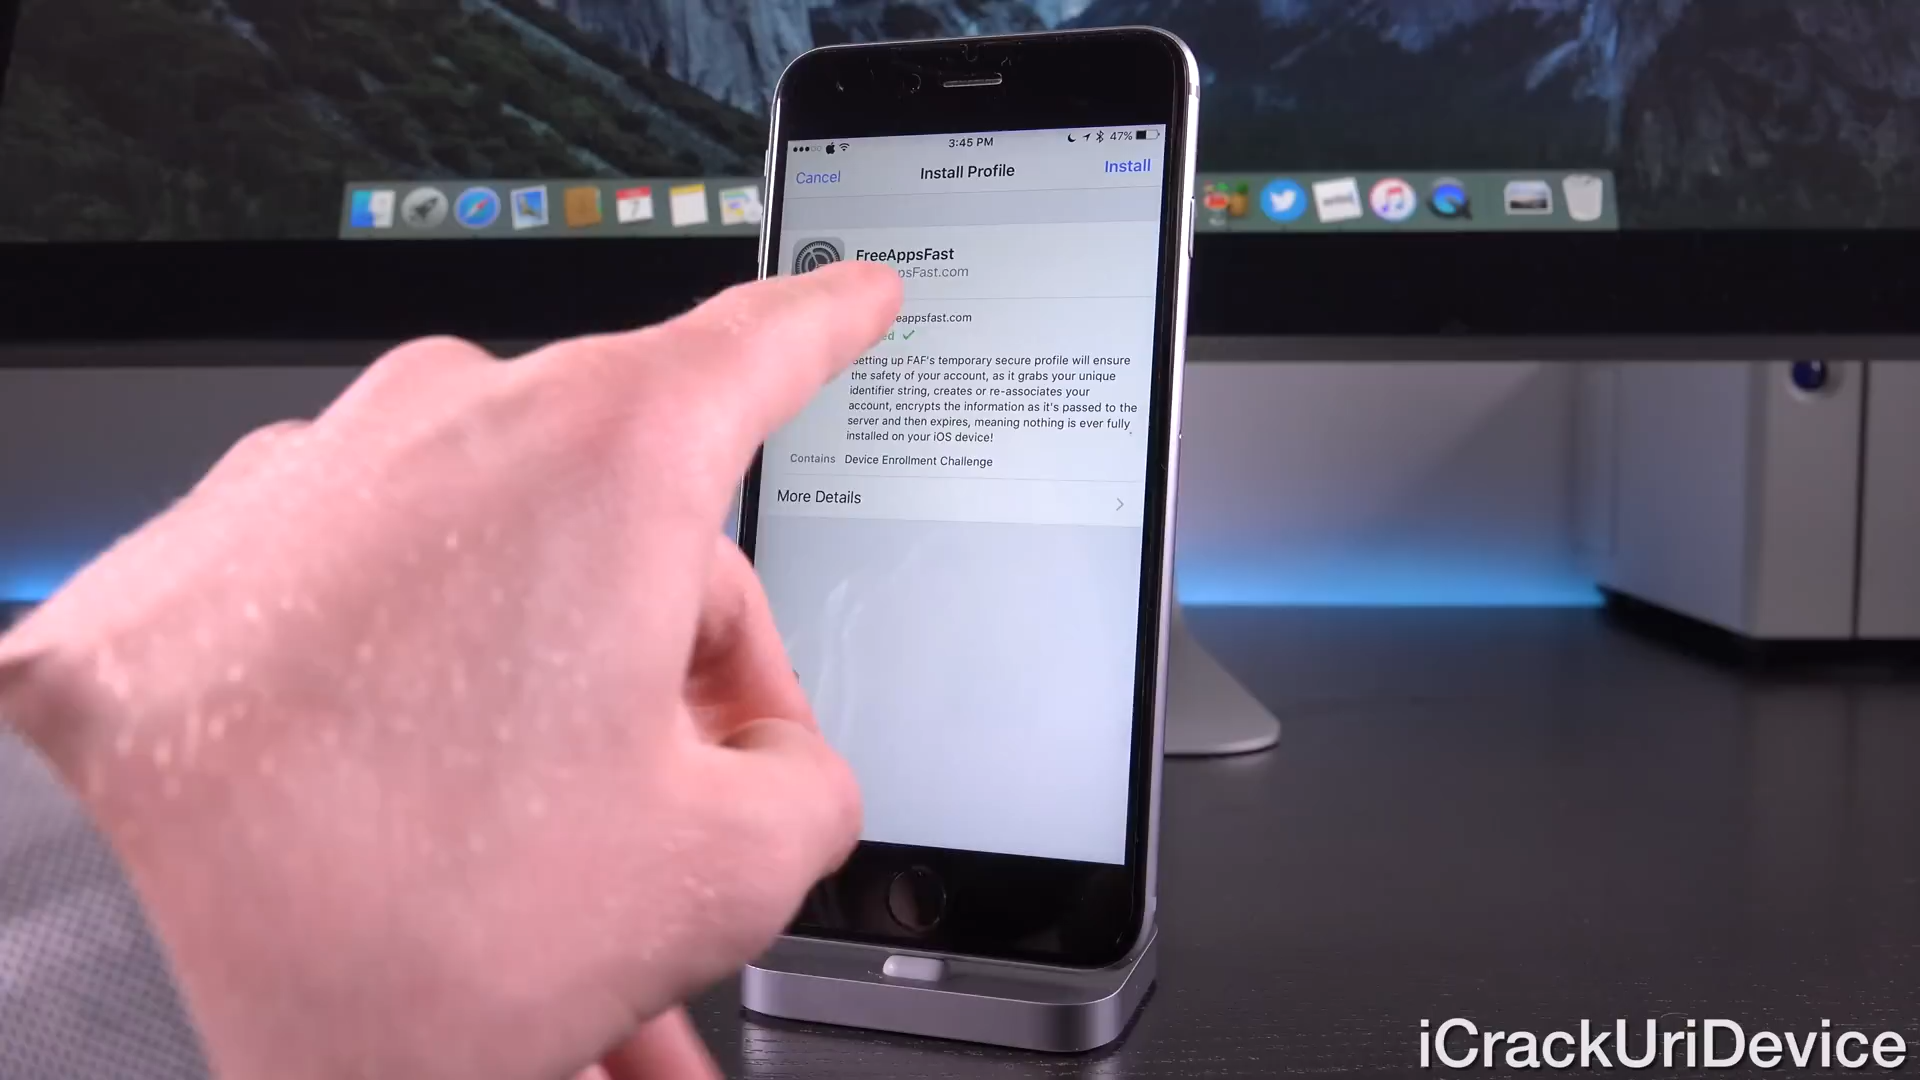 3:45 PM
47%
Cancel
Install Profile
Install
FreeAppsFast
psFast.com
eappsfast.com
ed ✓
Setting up FAF's temporary secure profile will ensure
the safety of your account, as it grabs your unique
identifier string, creates or re-associates your
account, encrypts the information as it's passed to the
server and then expires, meaning nothing is ever fully
installed on your iOS device!
Contains Device Enrollment Challenge
More Details
7
iCrackUriDevice